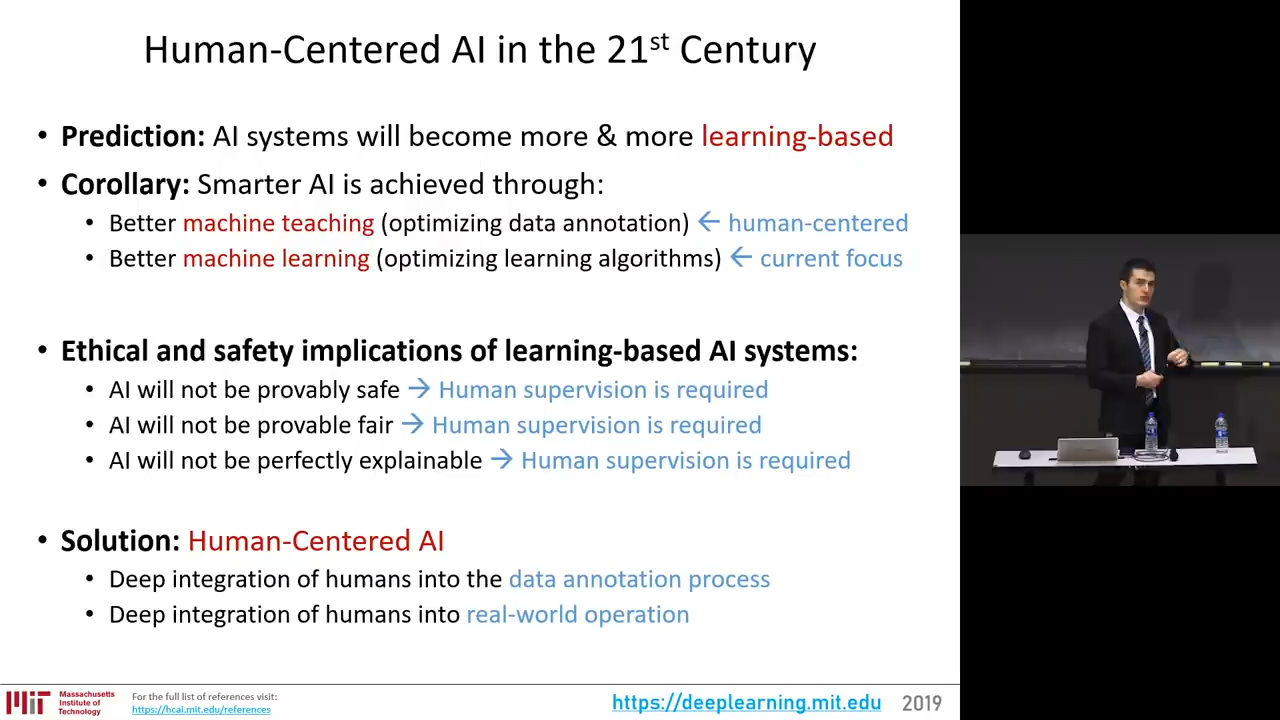 Human-Centered AI in the 21st Century
• Prediction: AI systems will become more & more learning-based
• Corollary: Smarter AI is achieved through:
• Better machine teaching (optimizing data annotation) ← human-centered
• Better machine learning (optimizing learning algorithms) ← current focus
• Ethical and safety implications of learning-based AI systems:
• AI will not be provably safe → Human supervision is required
• AI will not be provable fair → Human supervision is required
• AI will not be perfectly explainable → Human supervision is required
• Solution: Human-Centered AI
• Deep integration of humans into the data annotation process
• Deep integration of humans into real-world operation
MIT
Massachusetts
Institute of
Technology
For the full list of references visit:
https://hcai.mit.edu/references
https://deeplearning.mit.edu 2019